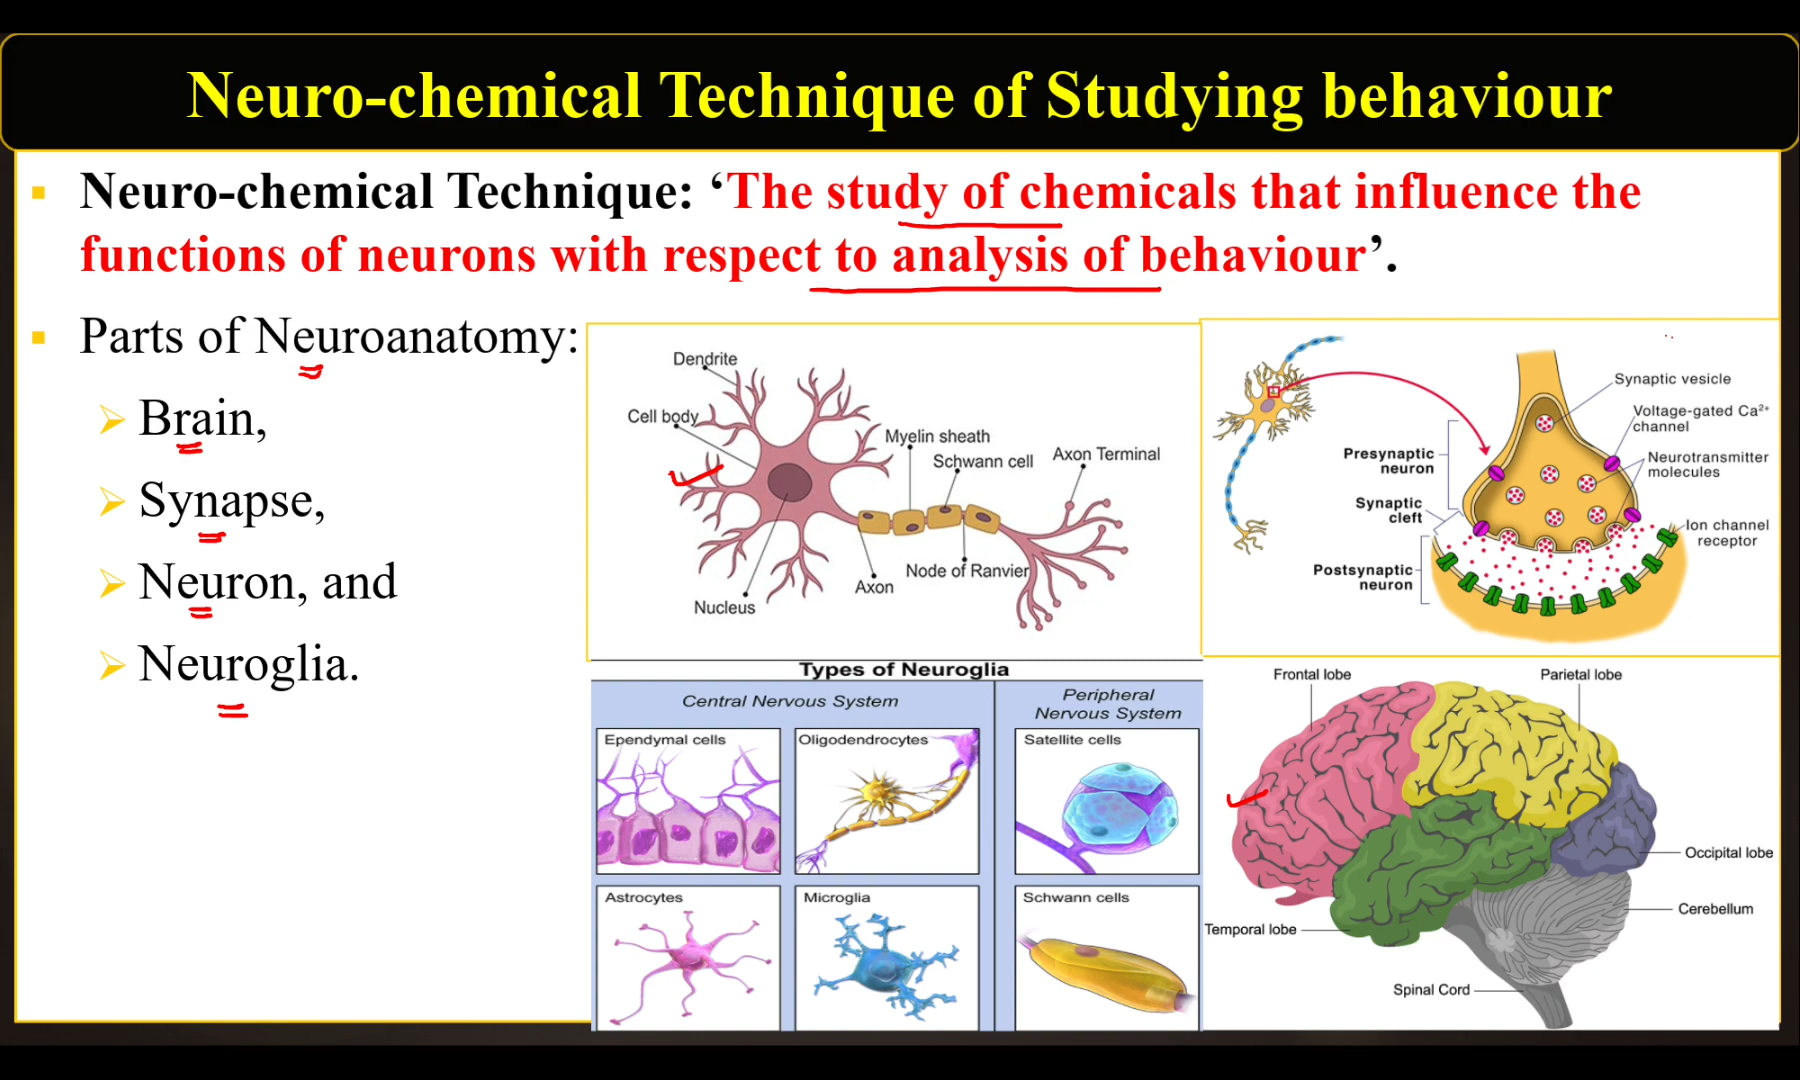 Neuro-chemical Technique of Studying behaviour
Neuro-chemical Technique: ‘The study of chemicals that influence the
functions of neurons with respect to analysis of behaviour’.
Parts of Neuroanatomy:
Brain,
Synapse,
Neuron, and
Neuroglia.
Dendrite
Cell body
Myelin sheath
Schwann cell
Axon Terminal
Node of Ranvier
Axon
Nucleus
Synaptic vesicle
Voltage-gated Ca²⁺
channel
Neurotransmitter
molecules
Presynaptic
neuron
Synaptic
cleft
Ion channel
receptor
Postsynaptic
neuron
Types of Neuroglia
Central Nervous System
Peripheral
Nervous System
Ependymal cells
Oligodendrocytes
Satellite cells
Astrocytes
Microglia
Schwann cells
Frontal lobe
Parietal lobe
Occipital lobe
Cerebellum
Temporal lobe
Spinal Cord